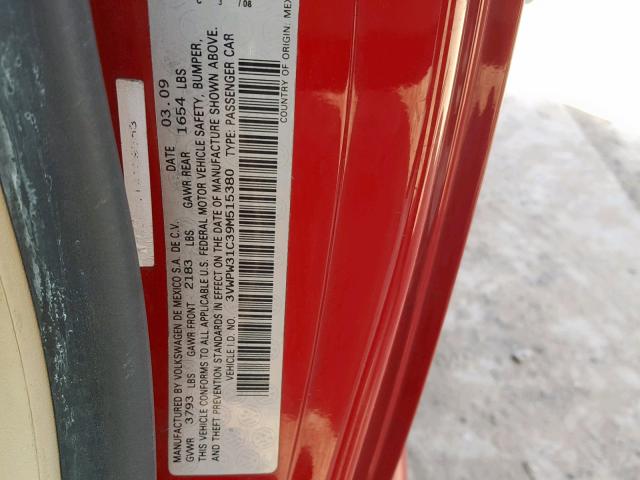 MANUFACTURED BY VOLKSWAGEN DE MEXICO S.A. DE C.V. DATE 03.09
GVWR 3793 LBS GAWR FRONT 2183 LBS GAWR REAR 1654 LBS
THIS VEHICLE CONFORMS TO ALL APPLICABLE U.S. FEDERAL MOTOR VEHICLE SAFETY, BUMPER,
AND THEFT PREVENTION STANDARDS IN EFFECT ON THE DATE OF MANUFACTURE SHOWN ABOVE.
VEHICLE I.D. NO. 3VWPW31C39M515380 TYPE: PASSENGER CAR
COUNTRY OF ORIGIN: MEX
3 /08